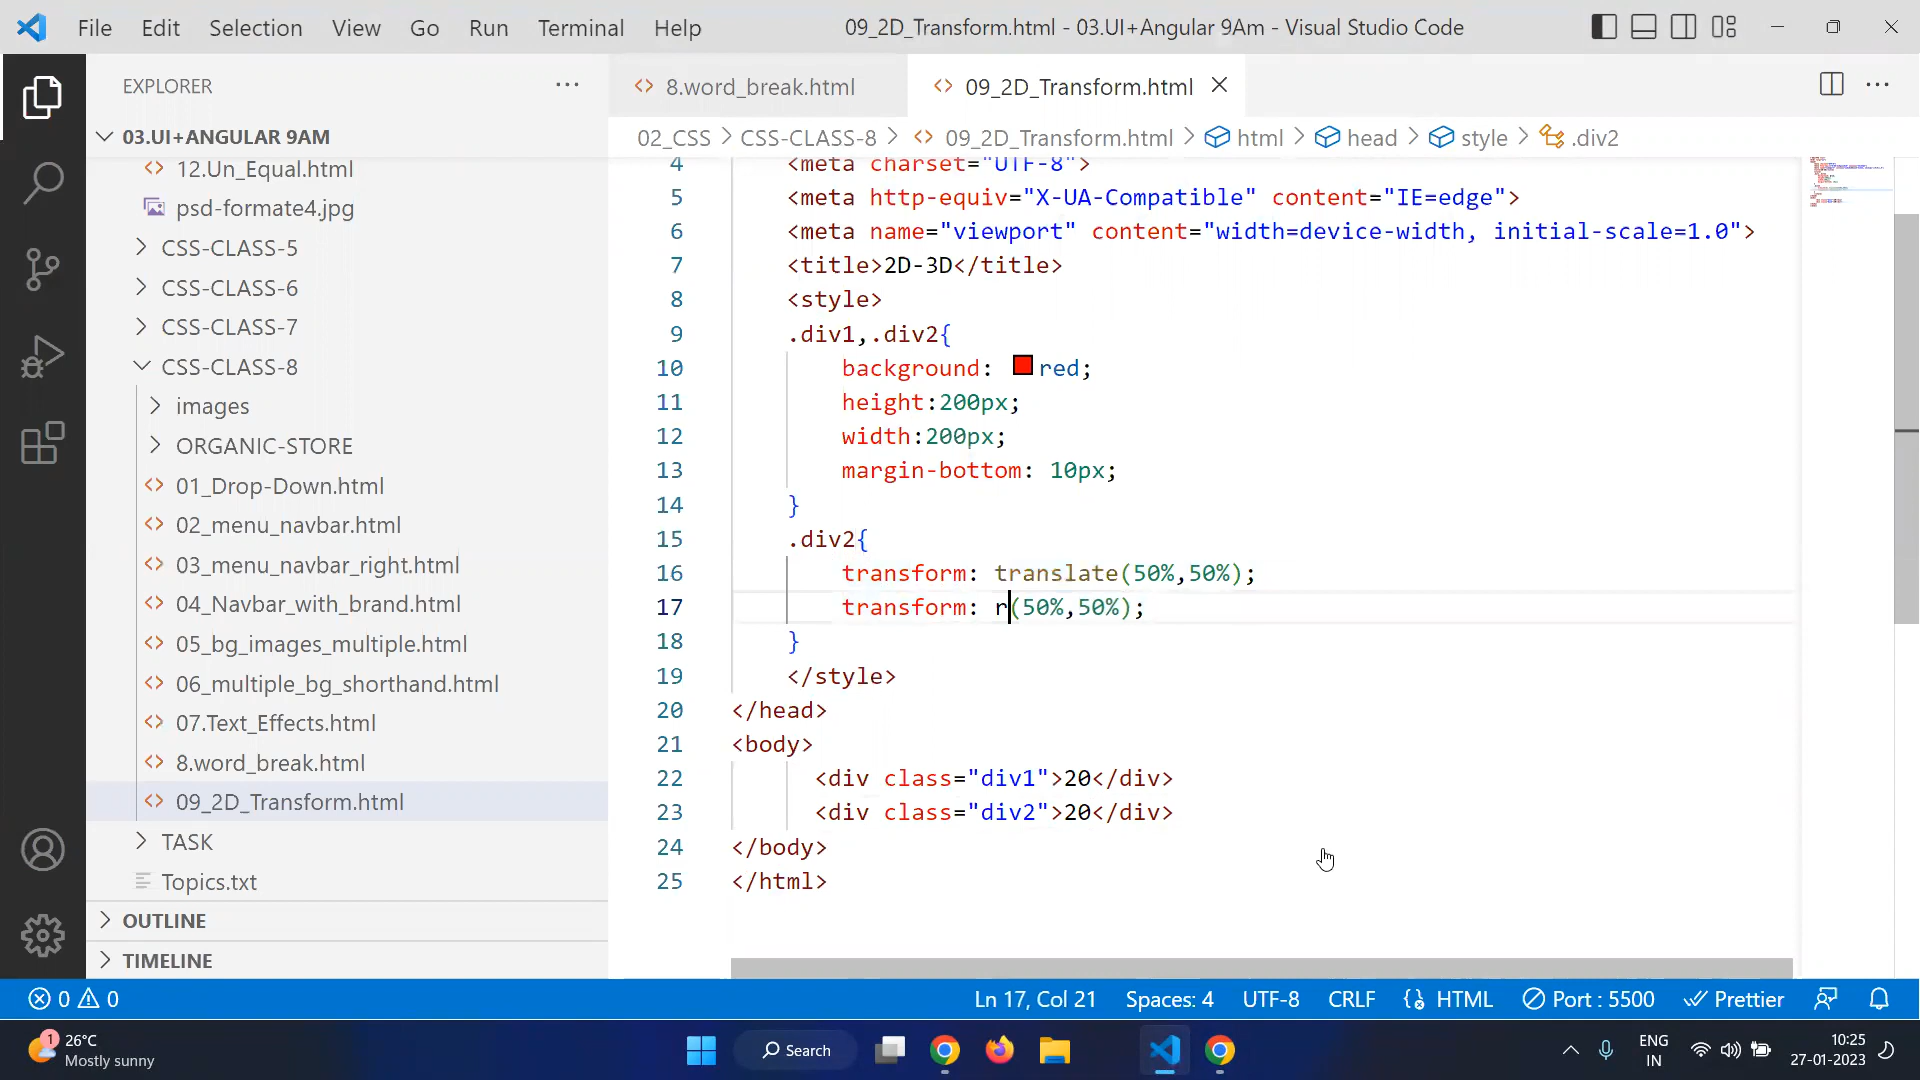 File Edit Selection View Go Run Terminal Help 09_2D_Transform.html - 03.UI+Angular 9Am - Visual Studio Code
EXPLORER
8.word_break.html 09_2D_Transform.html
03.UI+ANGULAR 9AM
02_CSS CSS-CLASS-8 09_2D_Transform.html html head style .div2
12.Un_Equal.html
psd-formate4.jpg
CSS-CLASS-5
CSS-CLASS-6
CSS-CLASS-7
CSS-CLASS-8
images
ORGANIC-STORE
01_Drop-Down.html
02_menu_navbar.html
03_menu_navbar_right.html
04_Navbar_with_brand.html
05_bg_images_multiple.html
06_multiple_bg_shorthand.html
07.Text_Effects.html
8.word_break.html
09_2D_Transform.html
TASK
Topics.txt
OUTLINE
TIMELINE
4 <meta charset="UTF-8">
5 <meta http-equiv="X-UA-Compatible" content="IE=edge">
6 <meta name="viewport" content="width=device-width, initial-scale=1.0">
7 <title>2D-3D</title>
8 <style>
9 .div1,.div2{
10 background: red;
11 height:200px;
12 width:200px;
13 margin-bottom: 10px;
14 }
15 .div2{
16 transform: translate(50%,50%);
17 transform: r(50%,50%);
18 }
19 </style>
20 </head>
21 <body>
22 <div class="div1">20</div>
23 <div class="div2">20</div>
24 </body>
25 </html>
0 0 Ln 17, Col 21 Spaces: 4 UTF-8 CRLF HTML Port : 5500 Prettier
1 26°C
Mostly sunny
Search
ENG
IN
10:25
27-01-2023